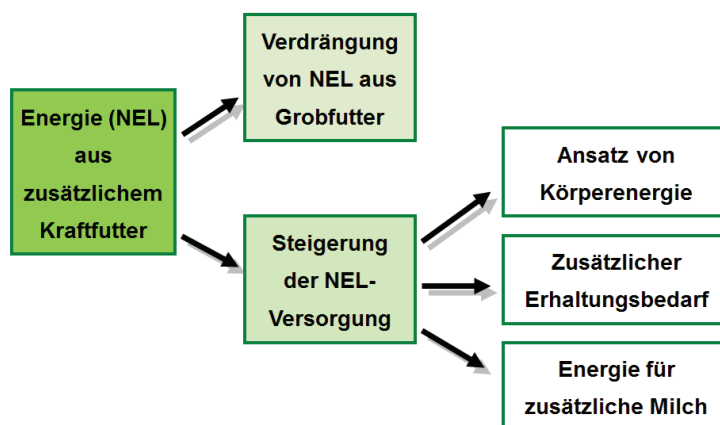 Energie (NEL)
aus
zusätzlichem
Kraftfutter
Verdrängung
von NEL aus
Grobfutter
Steigerung
der NEL-
Versorgung
Ansatz von
Körperenergie
Zusätzlicher
Erhaltungsbedarf
Energie für
zusätzliche Milch